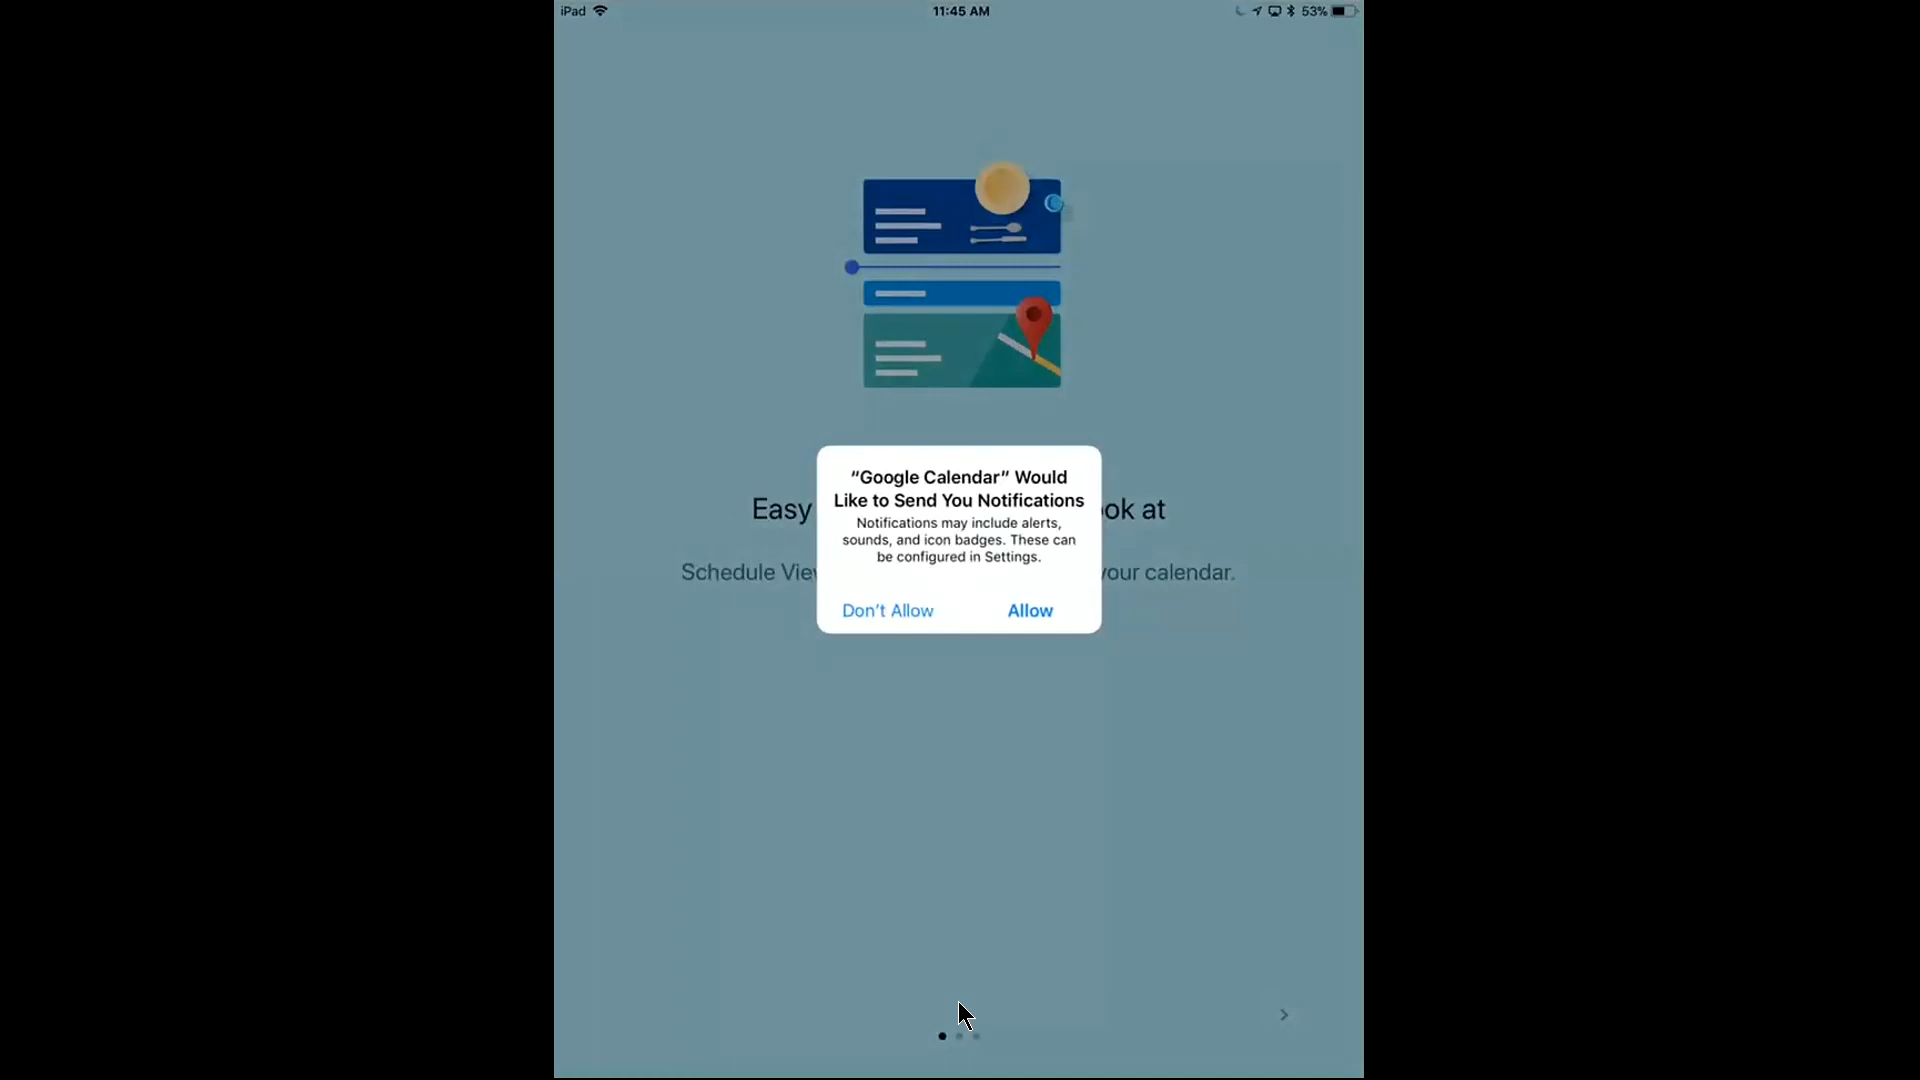 iPad
11:45 AM
53%
"Google Calendar" Would
Like to Send You Notifications
Notifications may include alerts,
sounds, and icon badges. These can
be configured in Settings.
Don't Allow
Allow
Easy
ook at
Schedule Vie
your calendar.